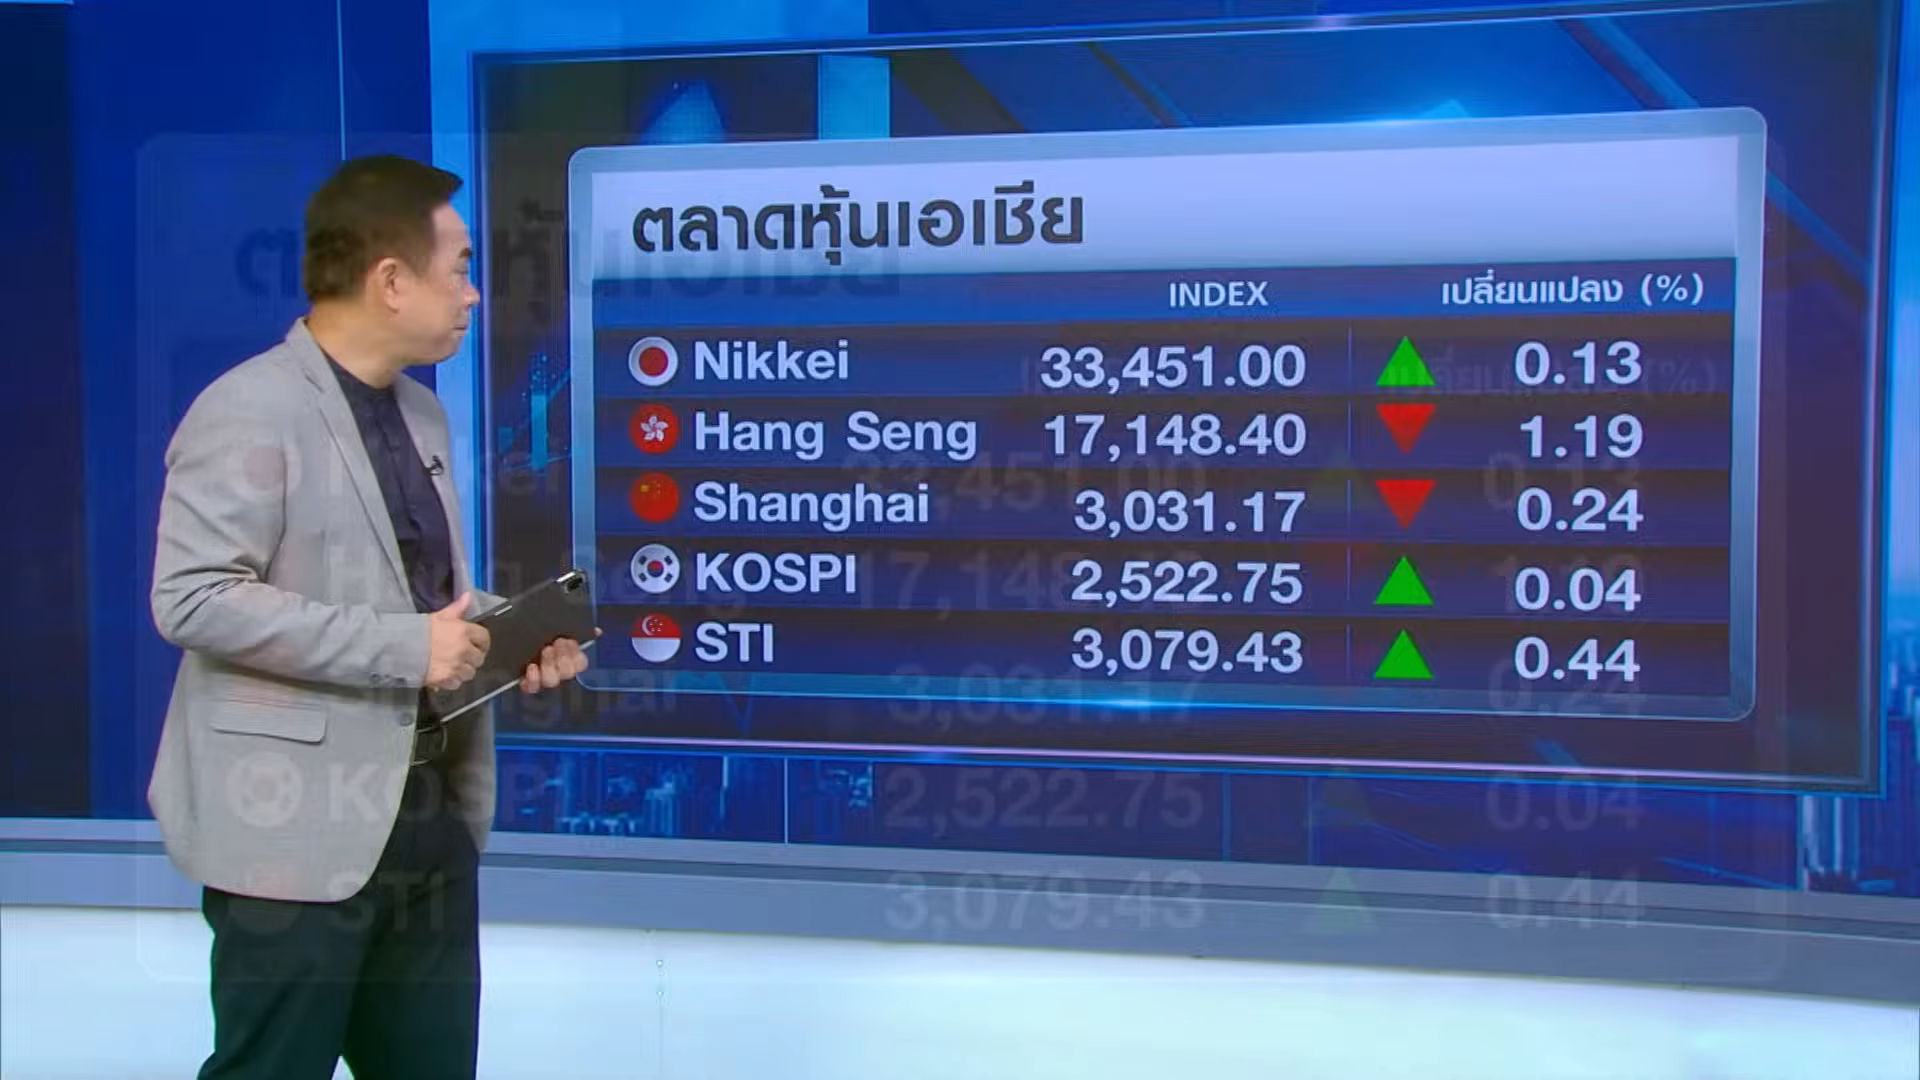 ตลาดหุ้นเอเชีย
INDEX เปลี่ยนแปลง (%)
Nikkei 33,451.00 0.13
Hang Seng 17,148.40 1.19
Shanghai 3,031.17 0.24
KOSPI 2,522.75 0.04
STI 3,079.43 0.44